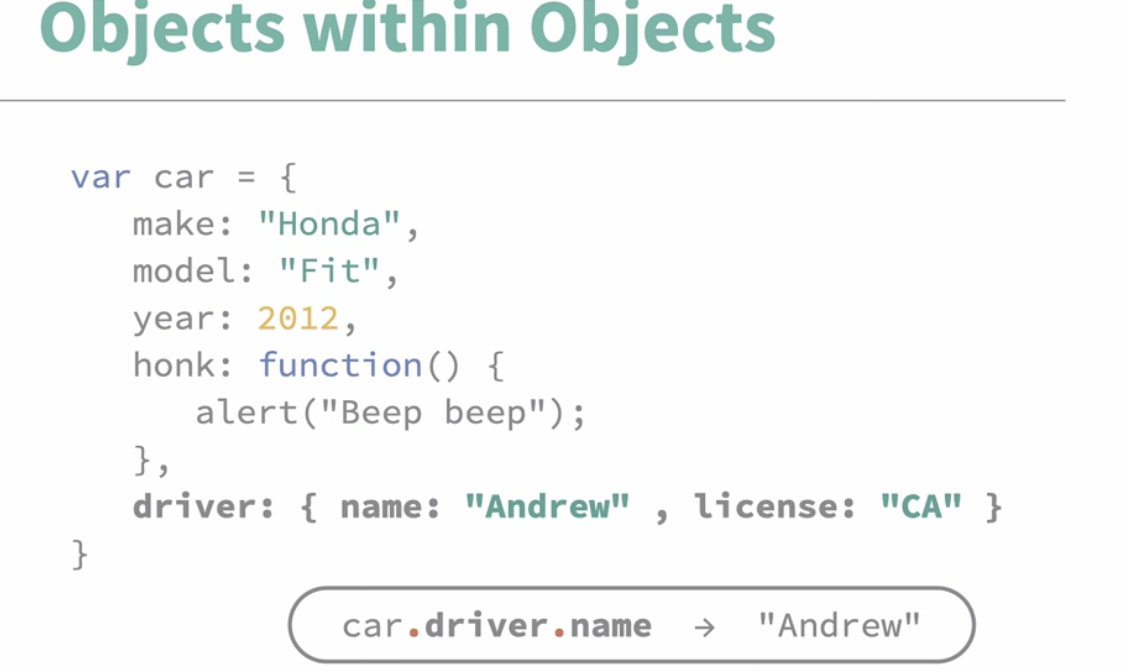 Objects within Objects
var car = {
make: "Honda",
model: "Fit",
year: 2012,
honk: function() {
alert("Beep beep");
},
driver: { name: "Andrew" , license: "CA" }
}
car.driver.name → "Andrew"